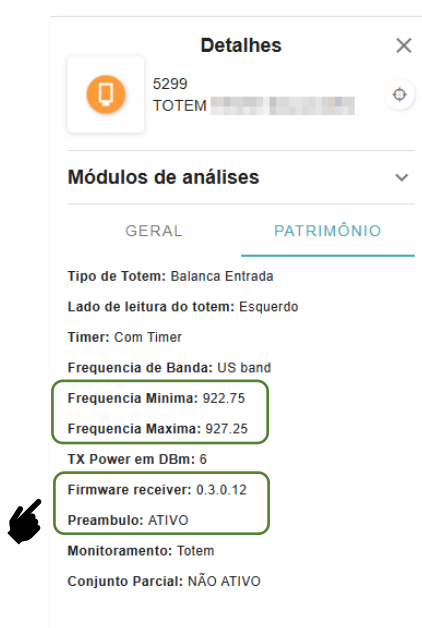 Detalhes
5299
TOTEM
Módulos de análises
GERAL
PATRIMÔNIO
Tipo de Totem: Balanca Entrada
Lado de leitura do totem: Esquerdo
Timer: Com Timer
Frequencia de Banda: US band
Frequencia Minima: 922.75
Frequencia Maxima: 927.25
TX Power em DBm: 6
Firmware receiver: 0.3.0.12
Preambulo: ATIVO
Monitoramento: Totem
Conjunto Parcial: NÃO ATIVO